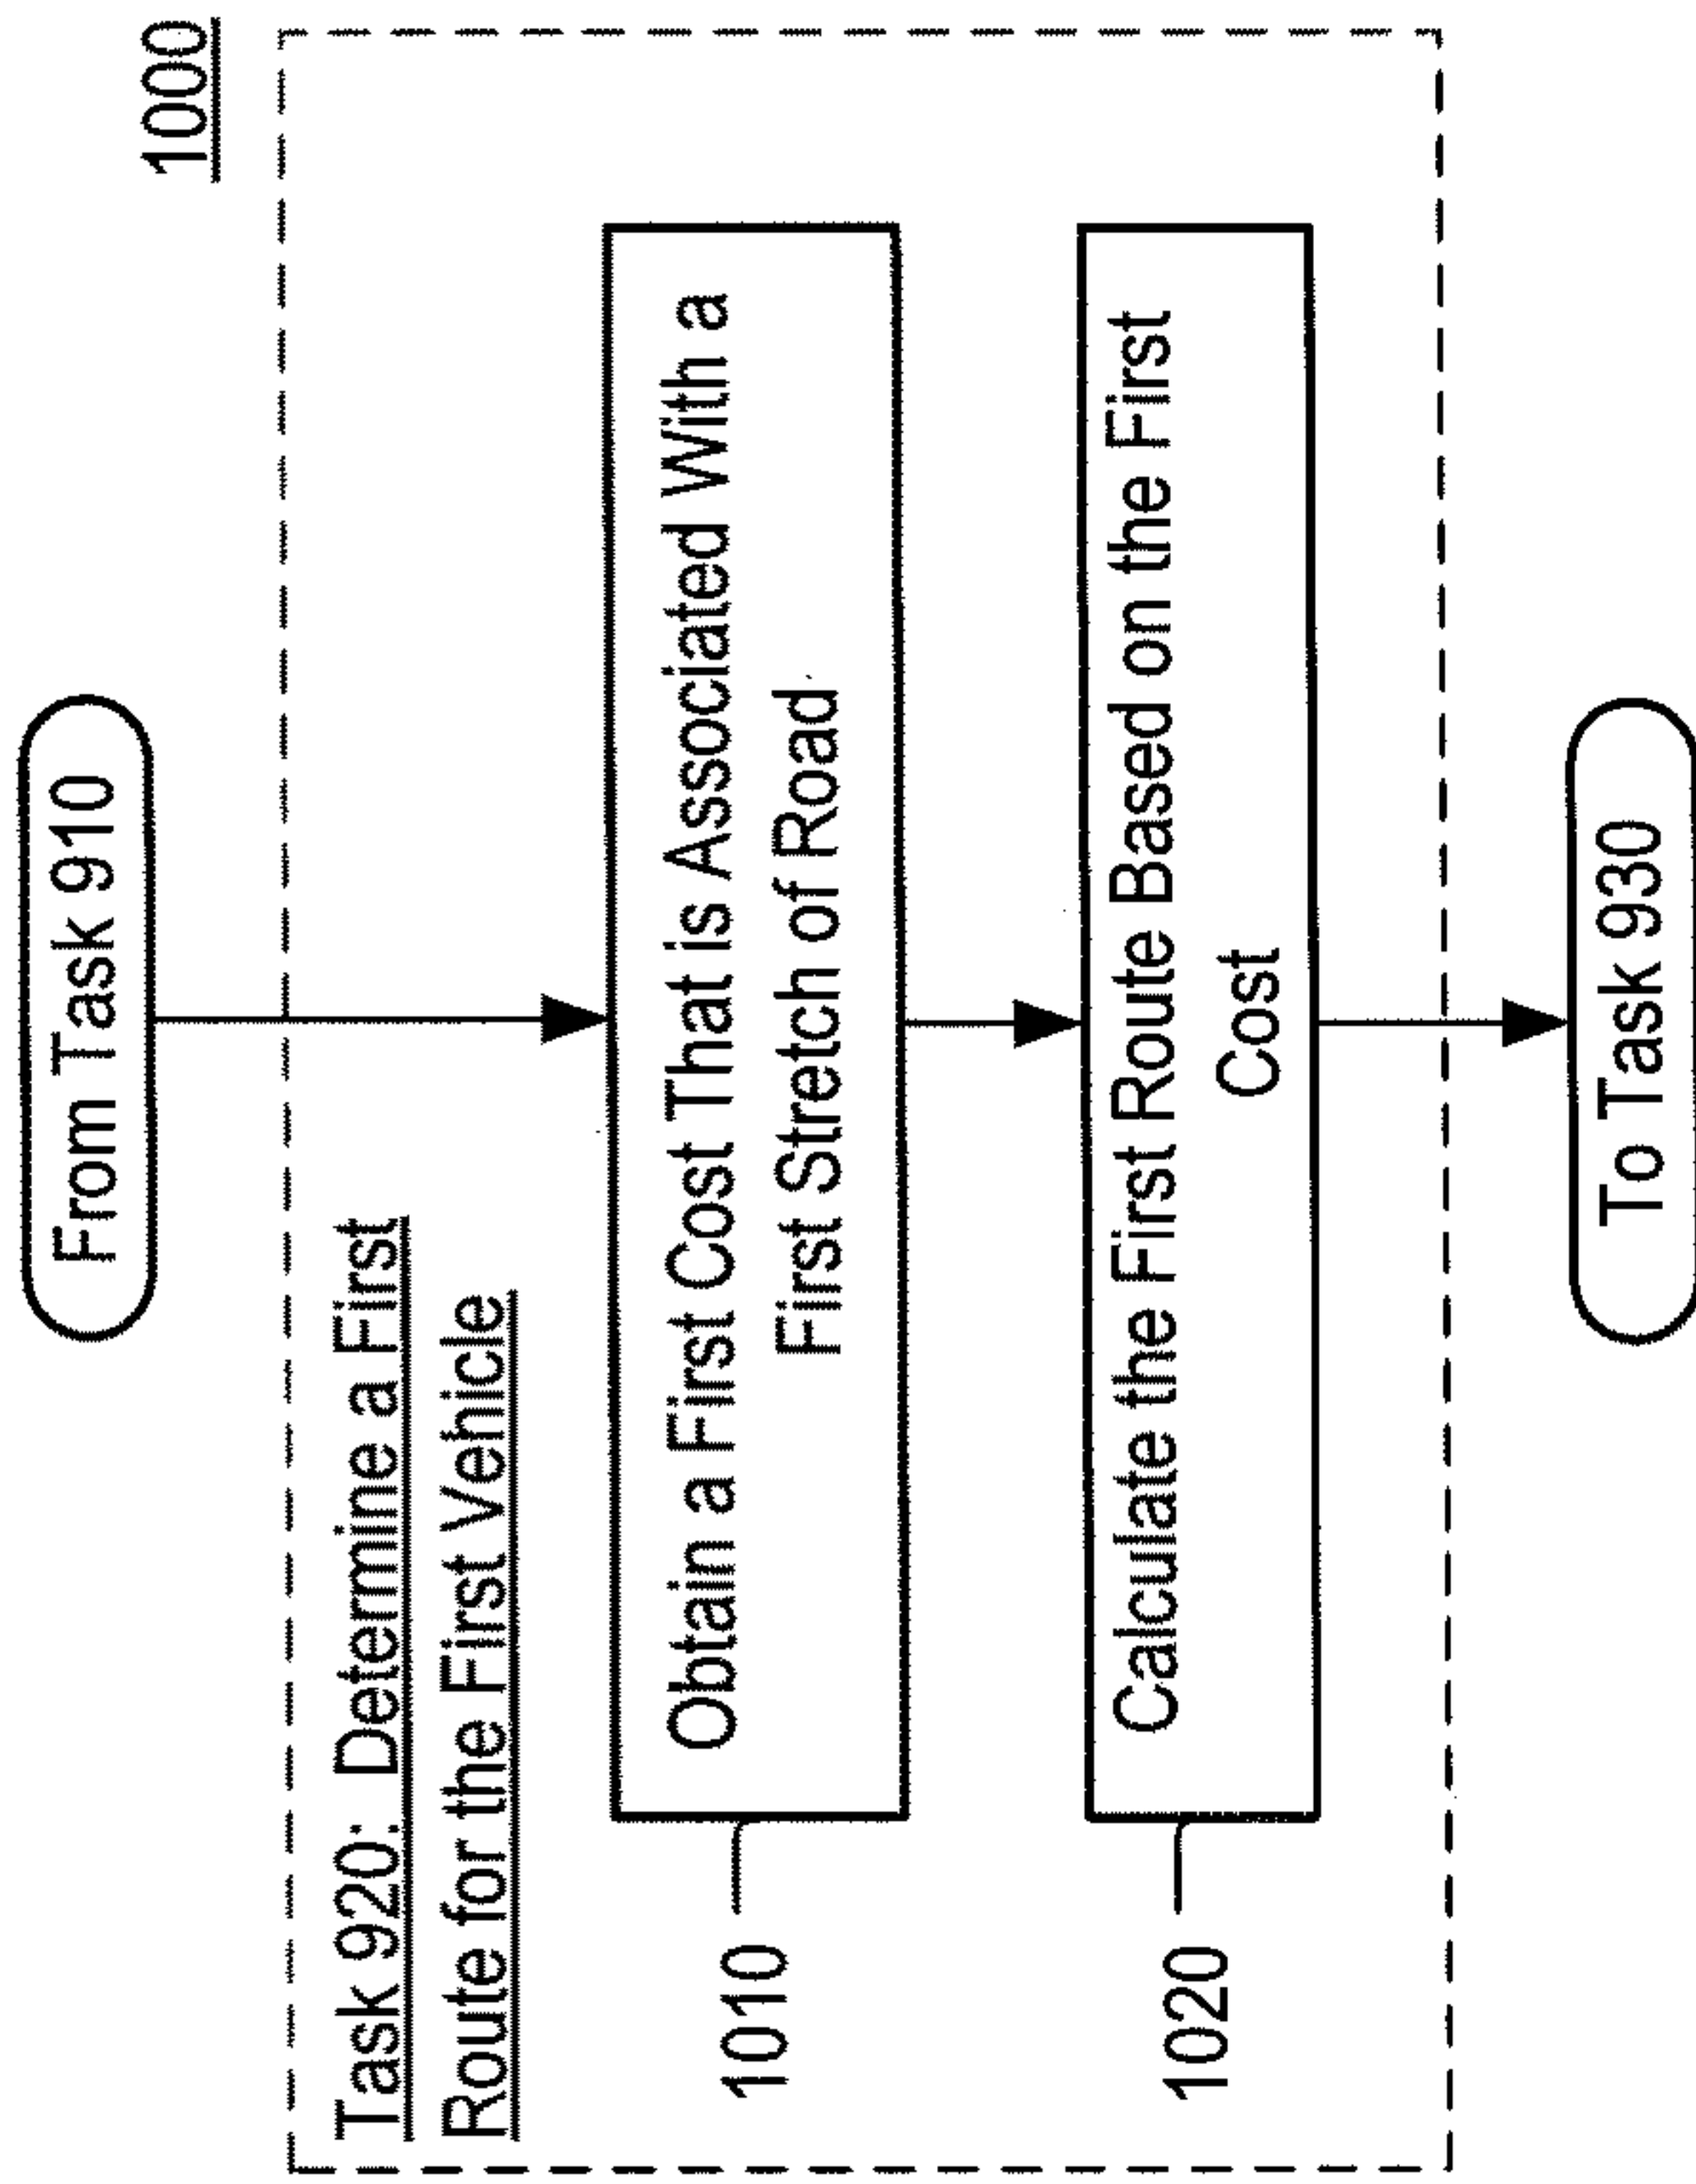 1000
From Task 910
Task 920: Determine a First
Route for the First Vehicle
1010
Obtain a First Cost That is Associated With a
First Stretch of Road
1020
Calculate the First Route Based on the First
Cost
To Task 930